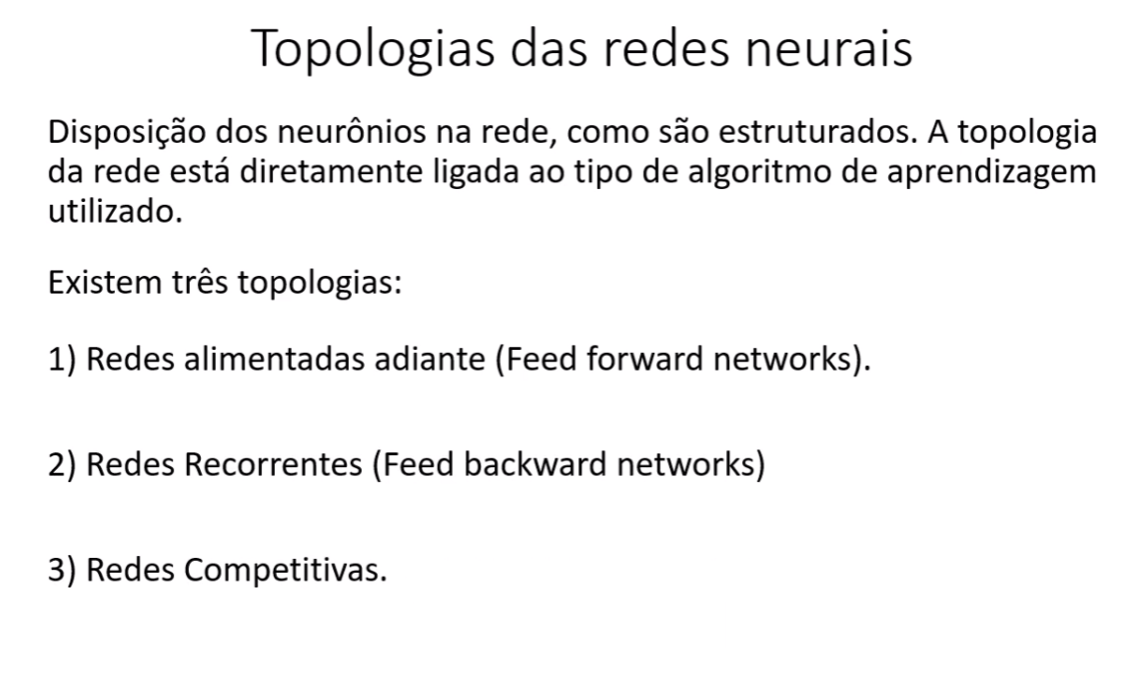 Topologias das redes neurais
Disposição dos neurônios na rede, como são estruturados. A topologia
da rede está diretamente ligada ao tipo de algoritmo de aprendizagem
utilizado.
Existem três topologias:
1) Redes alimentadas adiante (Feed forward networks).
2) Redes Recorrentes (Feed backward networks)
3) Redes Competitivas.